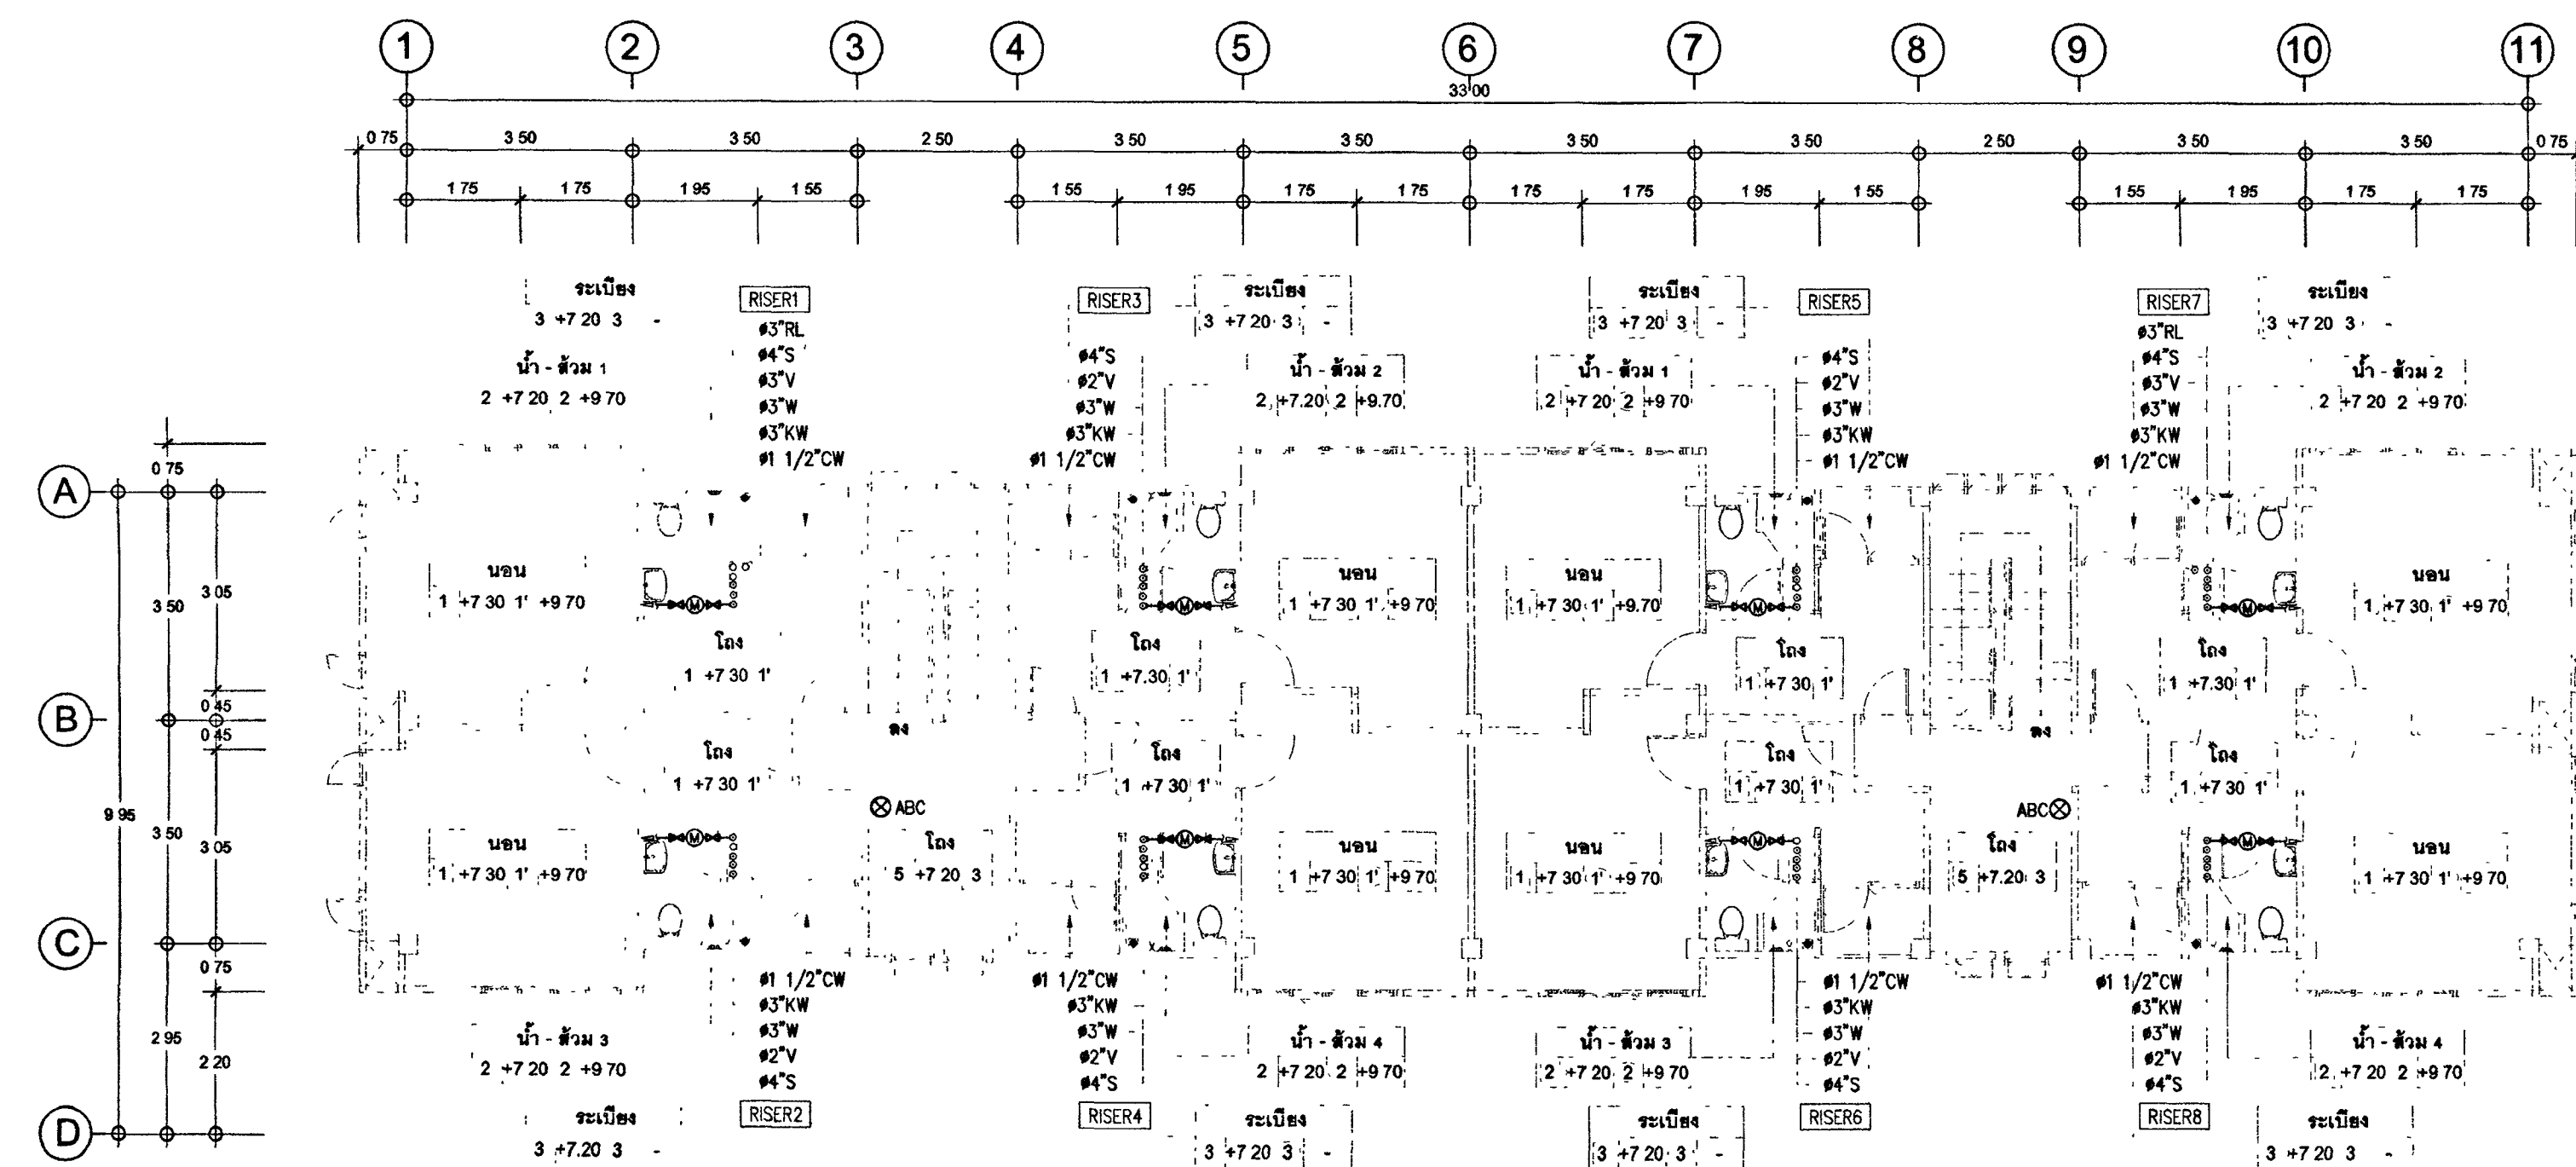 1 2 3 4 5 6 7 8 9 10 11
33 00
0 75 3 50 3 50 2 50 3 50 3 50 3 50 3 50 2 50 3 50 3 50 0 75
1 75 1 75 1 95 1 55 1 55 1 95 1 75 1 75 1 75 1 75 1 95 1 55 1 55 1 95 1 75 1 75
ระเบียง RISER1 RISER3 ระเบียง ระเบียง RISER5 RISER7 ระเบียง
3 +7 20 3 - 3 +7 20 3 - 3 +7 20 3 - 3 +7 20 3 -
ø3"RL ø3"RL
ø4"S ø4"S ø4"S ø4"S
น้ำ - ส้วม 1 น้ำ - ส้วม 2 น้ำ - ส้วม 1 น้ำ - ส้วม 2
ø3"V ø2"V ø2"V ø3"V
2 +7 20 2 +9 70 2 +7.20 2 +9.70 2 +7 20 2 +9 70 2 +7 20 2 +9 70
ø3"W ø3"W ø3"W ø3"W
ø3"KW ø3"KW ø3"KW ø3"KW
ø1 1/2"CW ø1 1/2"CW ø1 1/2"CW ø1 1/2"CW
0 75
A
นอน นอน นอน นอน
1 +7 30 1' +9 70 1 +7 30 1' +9 70 1 +7 30 1' +9.70 1 +7 30 1' +9 70
3 50 3 05
M M M M
โถง โถง โถง โถง
1 +7 30 1' 1 +7.30 1' 1 +7 30 1' 1 +7.30 1'
0 45
B
ลง ลง
0 45
โถง โถง โถง โถง
1 +7 30 1' 1 +7 30 1' 1 +7 30 1' 1 +7 30 1'
9 95
ABC ABC
3 50 3 05
M M M M
นอน โถง นอน นอน โถง นอน
1 +7 30 1' +9 70 5 +7 20 3 1 +7 30 1' +9 70 1 +7 30 1' +9 70 5 +7.20 3 1 +7 30 1' +9 70
C
0 75
ø1 1/2"CW ø1 1/2"CW ø1 1/2"CW ø1 1/2"CW
ø3"KW ø3"KW ø3"KW ø3"KW
2 95 2 20
ø3"W ø3"W ø3"W ø3"W
น้ำ - ส้วม 3 น้ำ - ส้วม 4 น้ำ - ส้วม 3 น้ำ - ส้วม 4
ø2"V ø2"V ø2"V ø2"V
2 +7 20 2 +9 70 2 +7 20 2 +9 70 2 +7 20 2 +9 70 2 +7 20 2 +9 70
ø4"S ø4"S ø4"S ø4"S
D
ระเบียง RISER2 RISER4 ระเบียง ระเบียง RISER6 RISER8 ระเบียง
3 +7.20 3 - 3 +7 20 3 - 3 +7 20 3 - 3 +7 20 3 -